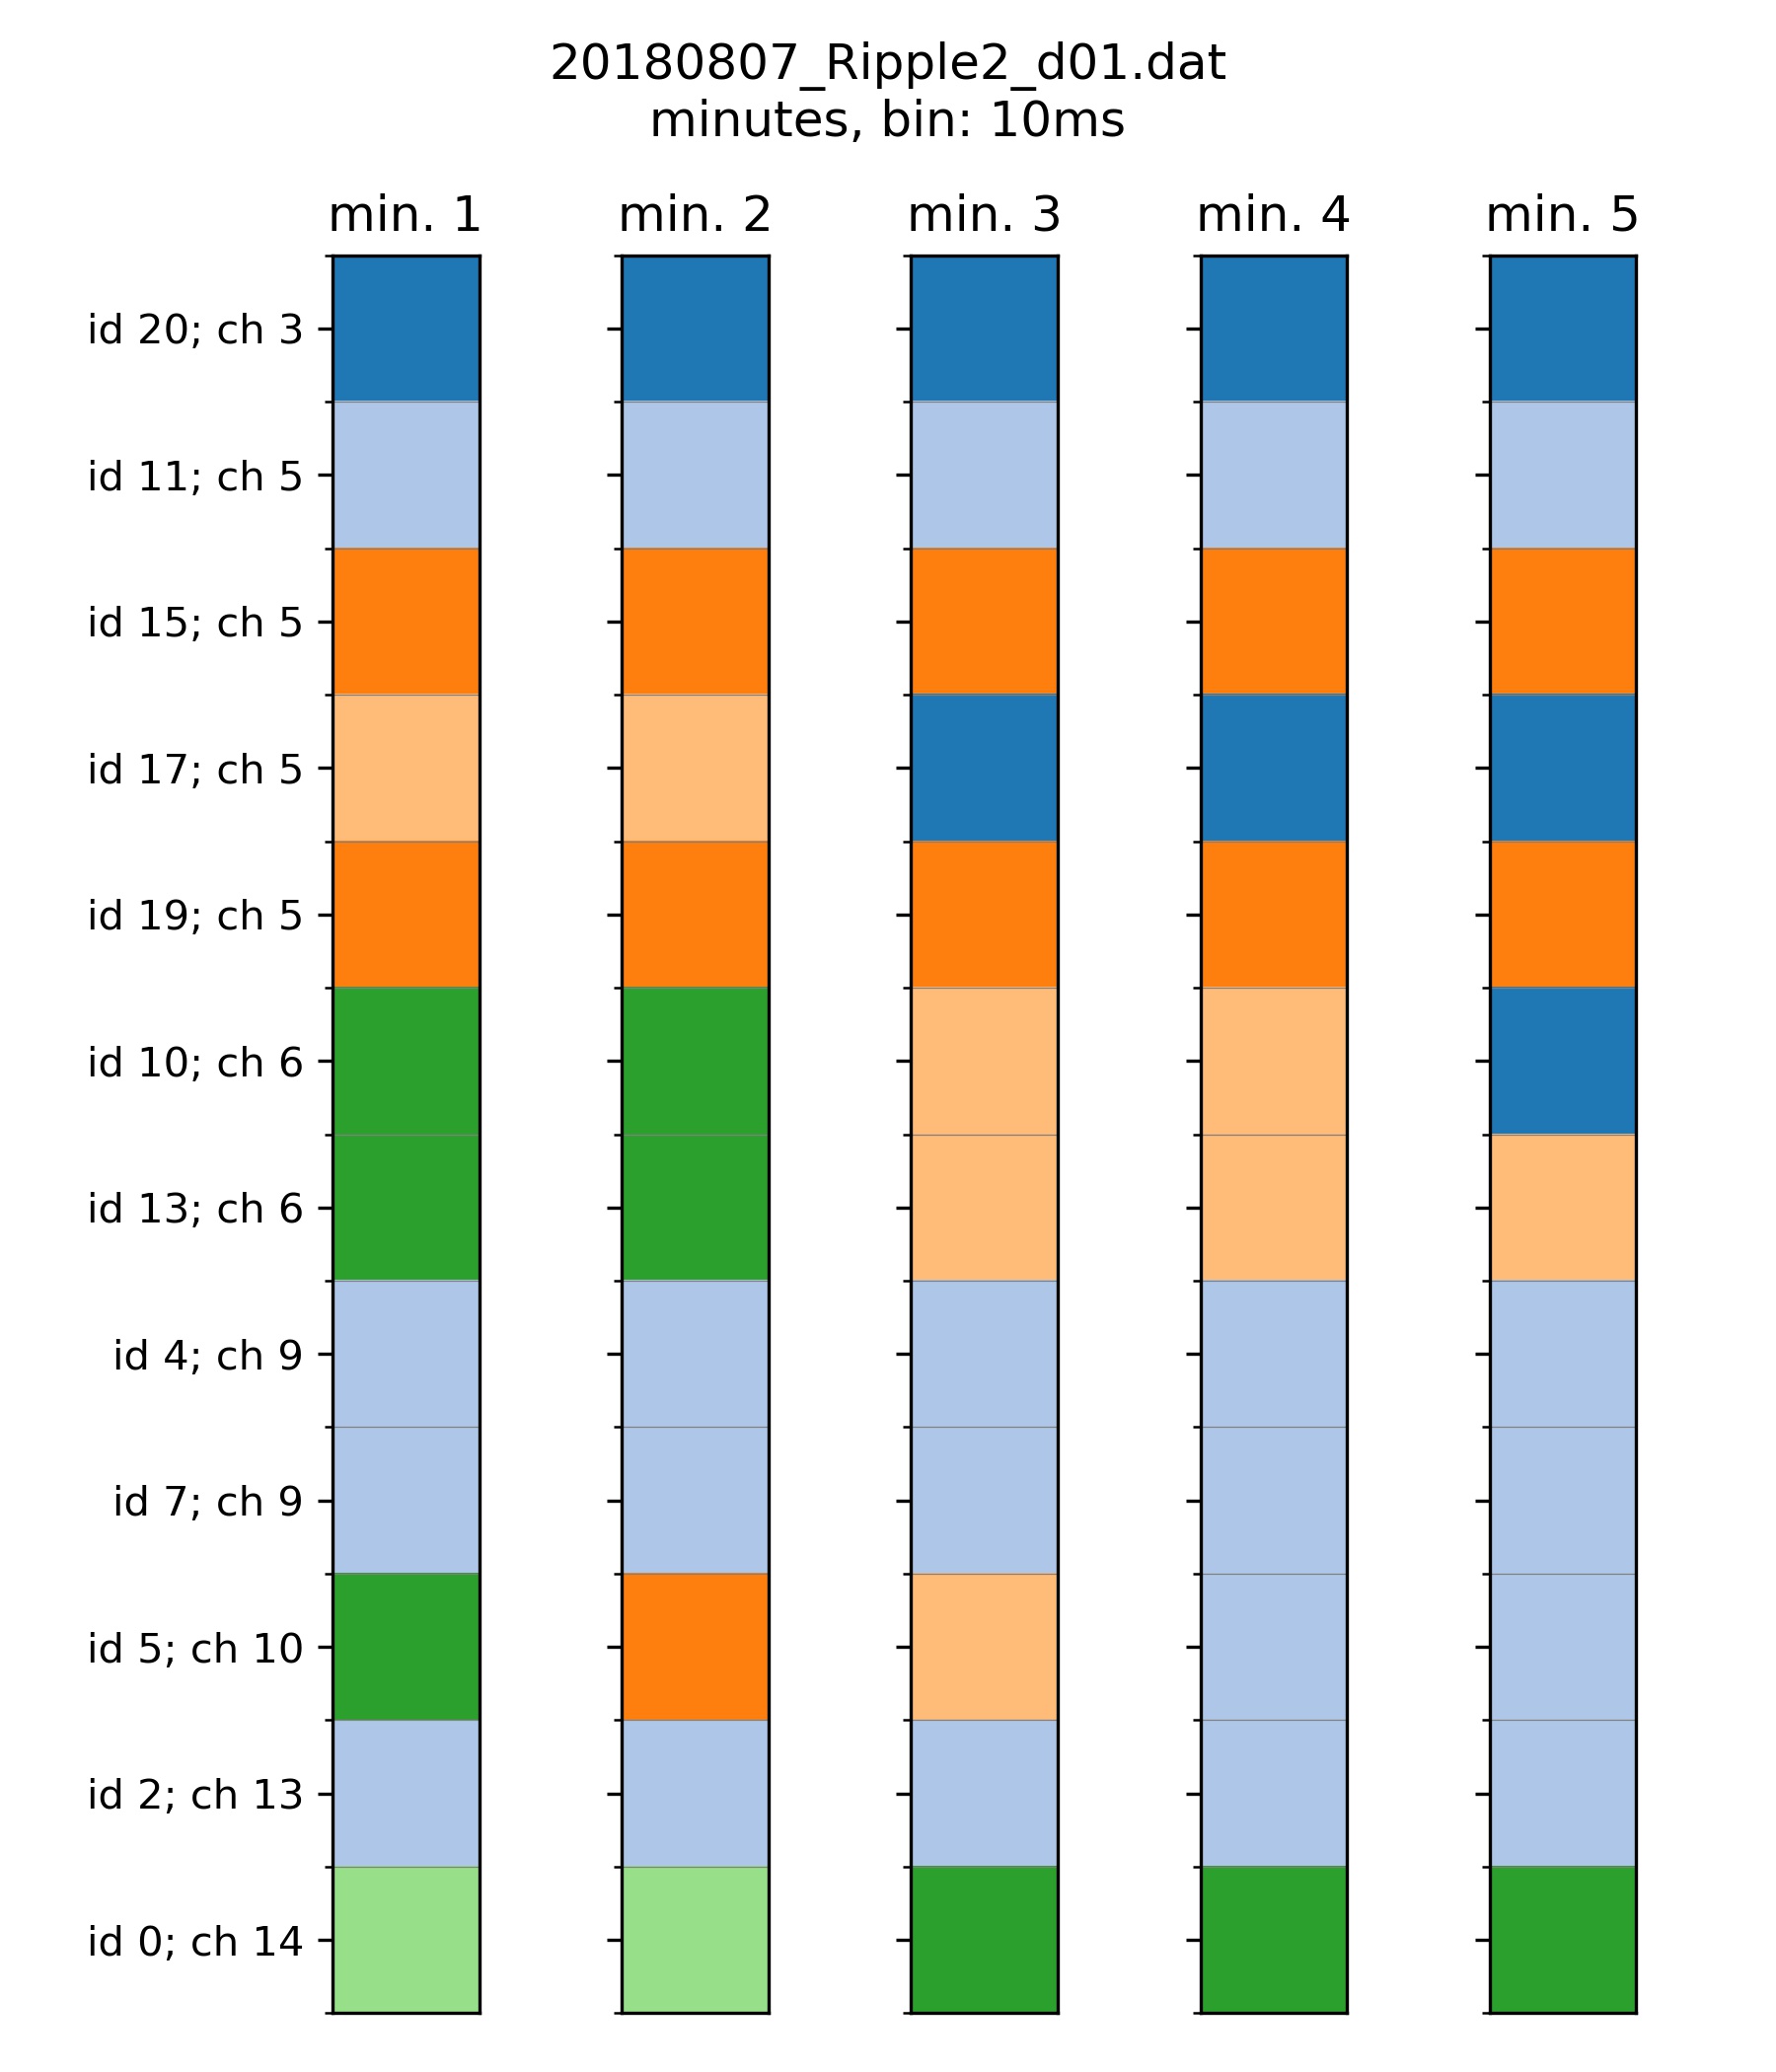 20180807_Ripple2_d01.dat
minutes, bin: 10ms
min. 1 min. 2 min. 3 min. 4 min. 5
id 20; ch 3
id 11; ch 5
id 15; ch 5
id 17; ch 5
id 19; ch 5
id 10; ch 6
id 13; ch 6
id 4; ch 9
id 7; ch 9
id 5; ch 10
id 2; ch 13
id 0; ch 14